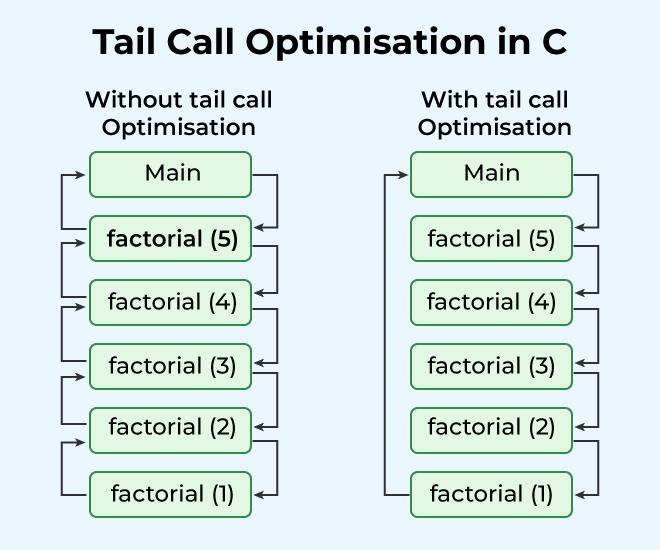 Tail Call Optimisation in C
Without tail call
Optimisation
Main
factorial (5)
factorial (4)
factorial (3)
factorial (2)
factorial (1)
With tail call
Optimisation
Main
factorial (5)
factorial (4)
factorial (3)
factorial (2)
factorial (1)